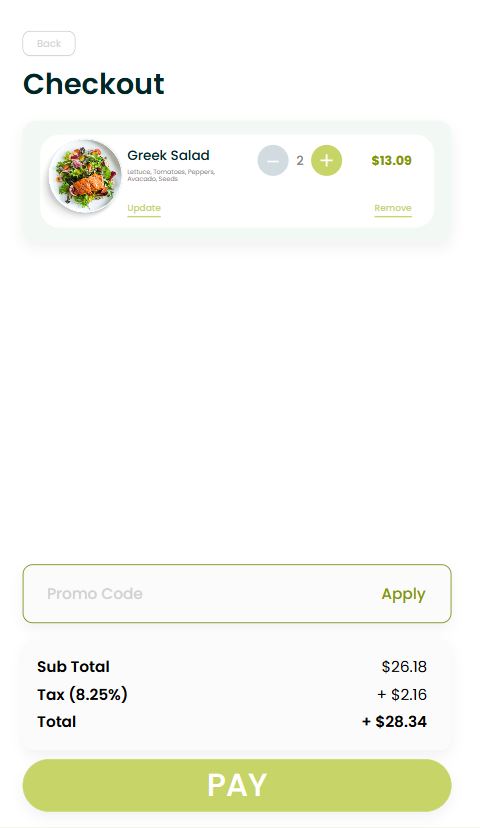 Back
Checkout
Greek Salad
Lettuce, Tomatoes, Peppers,
Avocado, Seeds
– 2 + $13.09
Update Remove
Promo Code Apply
Sub Total $26.18
Tax (8.25%) + $2.16
Total + $28.34
PAY